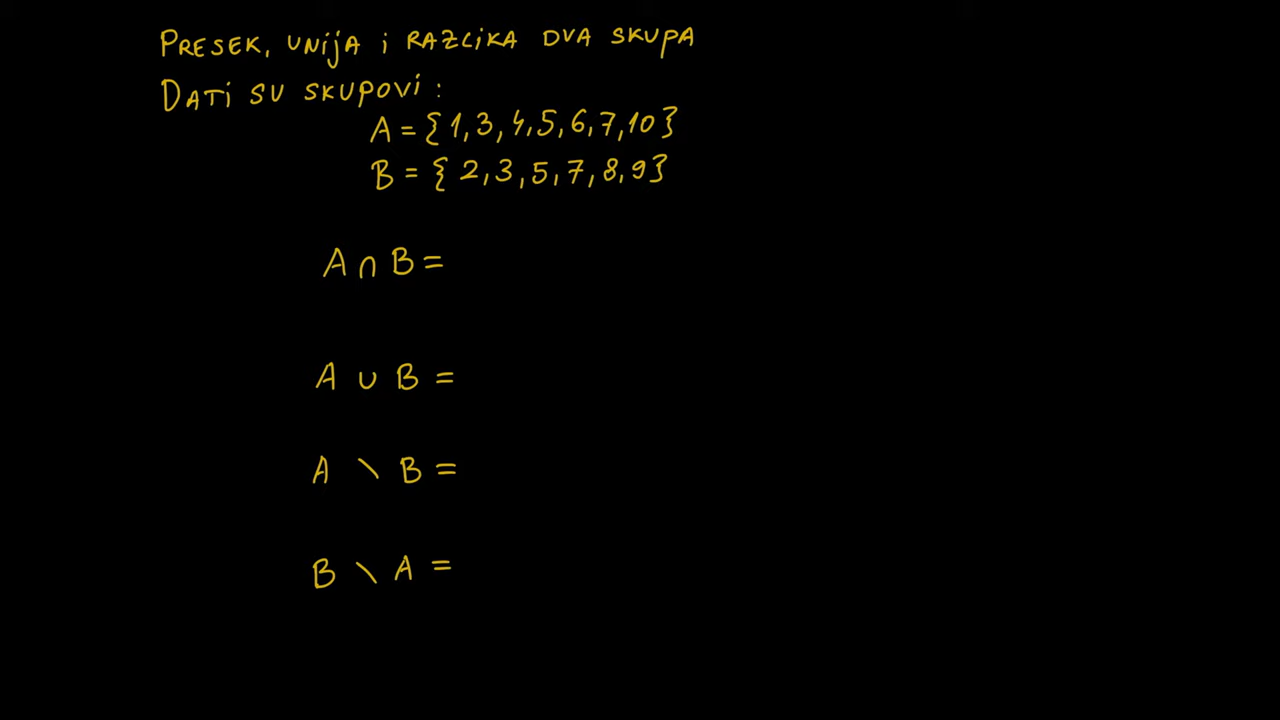 PRESEK, UNIJA i RAZLIKA DVA SKUPA
DATI SU SKUPOVI :
A = {1,3,4,5,6,7,10}
B = {2,3,5,7,8,9}
A ∩ B =
A ∪ B =
A \ B =
B \ A =